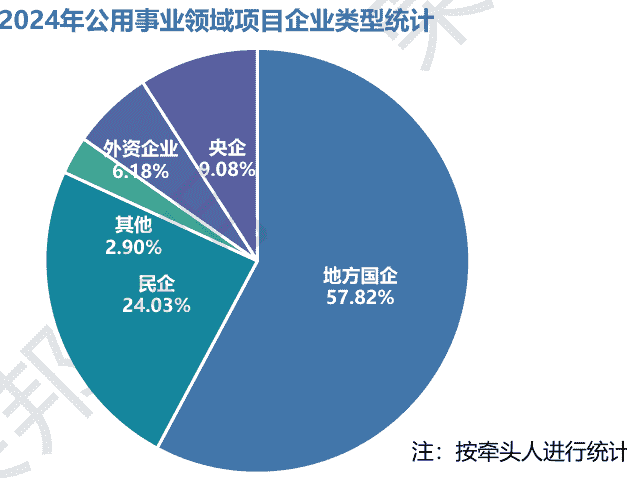 2024年公用事业领域项目企业类型统计
外资企业
6.18%
央企
9.08%
其他
2.90%
民企
24.03%
地方国企
57.82%
注：按牵头人进行统计